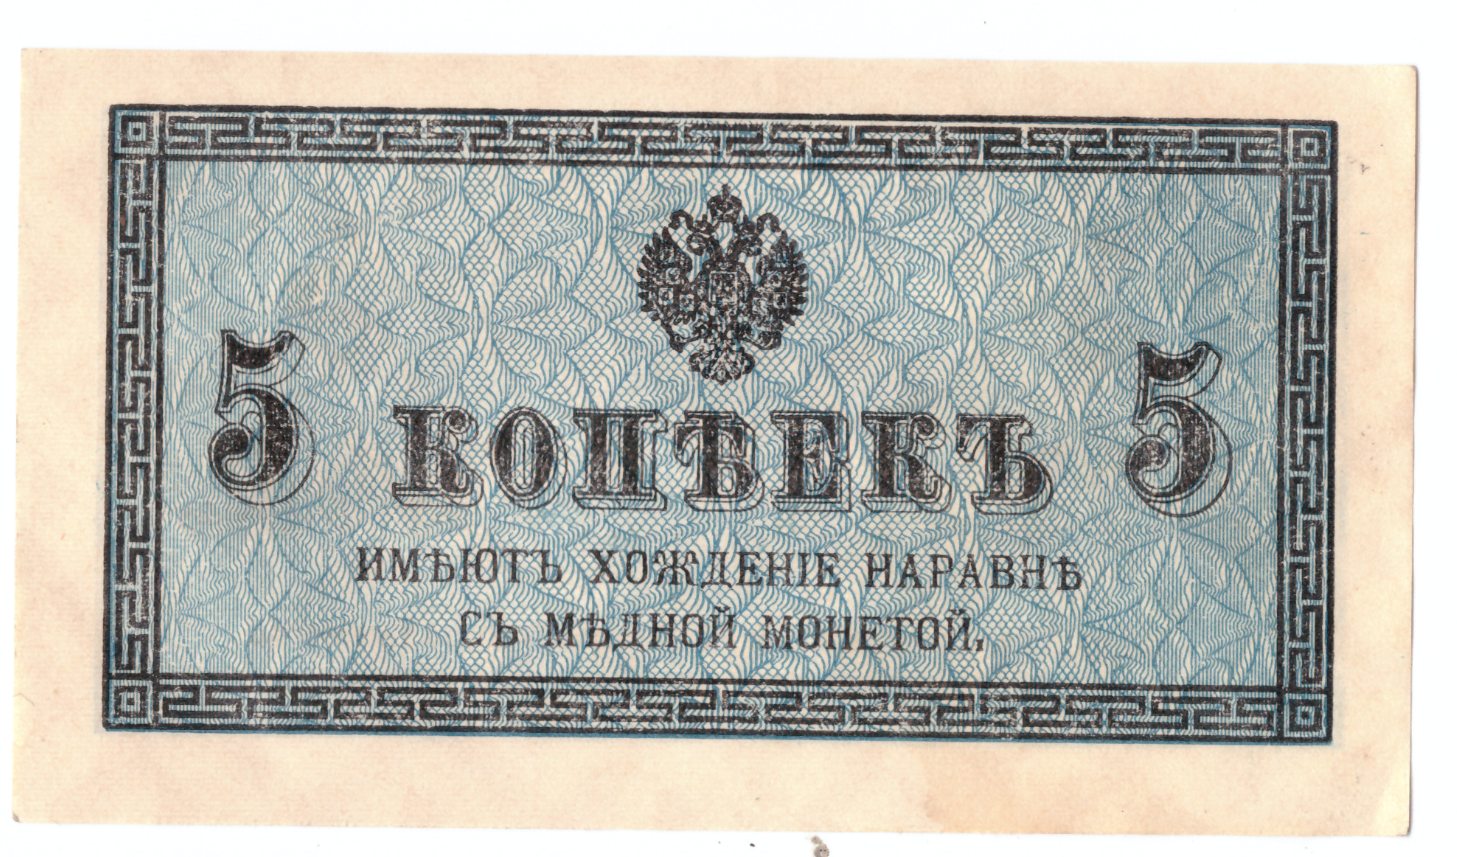 5 КОПѢЕКЪ 5
ИМѢЮТЪ ХОЖДЕНІЕ НАРАВНѢ
СЪ МѢДНОЙ МОНЕТОЙ.